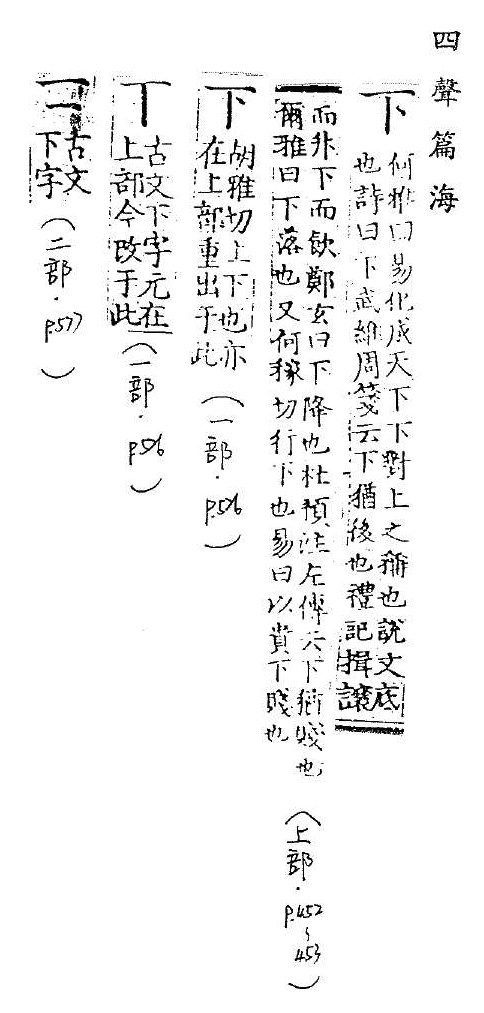 四聲篇海
下
何雅切易化成天下下對上之稱也說文底
也詩曰下武維周箋云下猶後也禮記揖讓
而升下而飲鄭玄曰下降也杜預注左傳云下猶賤也
爾雅曰下落也又何稼切行下也易曰以貴下賤也
(上部·p.452~453)
下
胡雅切上下也亦
在上部重出于此
(一部·p.56)
丅
古文下字元在
上部今改于此
(一部·p.56)
古文
下字
(二部·p.577)